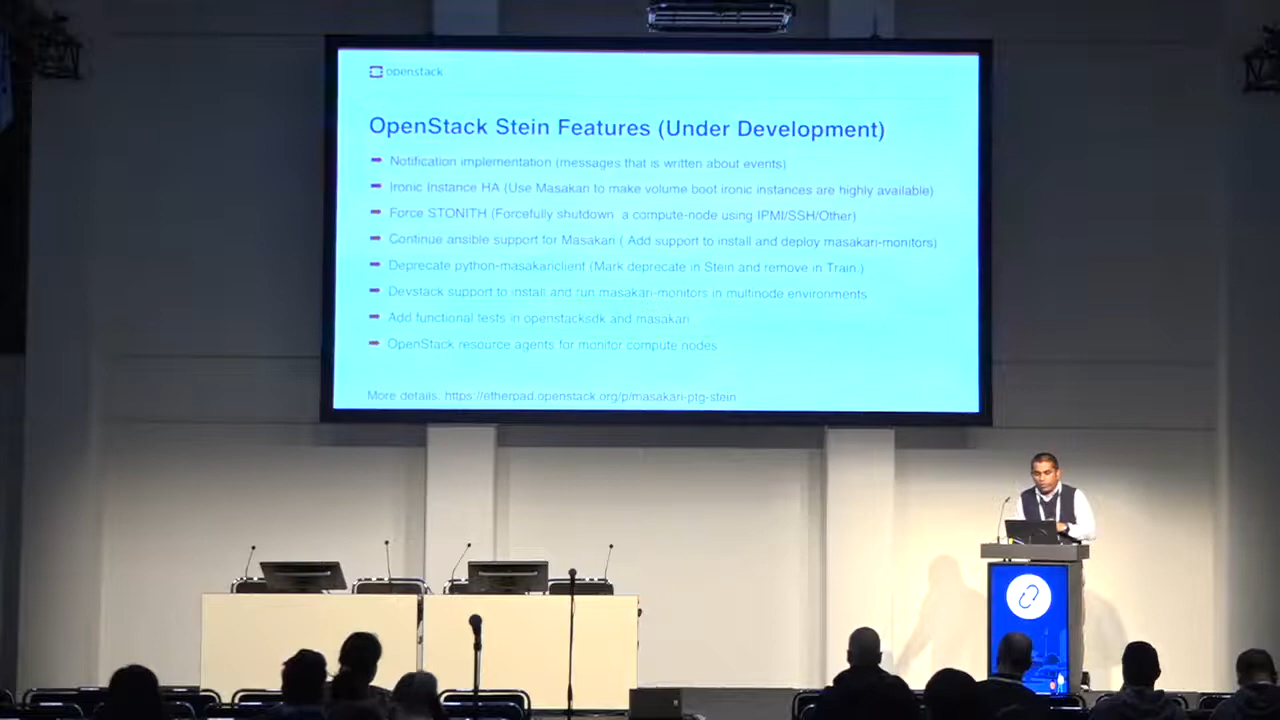 openstack.
OpenStack Stein Features (Under Development)
Notification implementation (messages that is written about events)
Ironic Instance HA (Use Masakari to make volume boot ironic instances are highly available)
Force STONITH (Forcefully shutdown a compute-node using IPMI/SSH/Other)
Continue ansible support for Masakari ( Add support to install and deploy masakari-monitors)
Deprecate python-masakariclient (Mark deprecate in Stein and remove in Train.)
Devstack support to install and run masakari-monitors in multinode environments
Add functional tests in openstacksdk and masakari
OpenStack resource agents for monitor compute nodes
More details: https://etherpad.openstack.org/p/masakari-ptg-stein